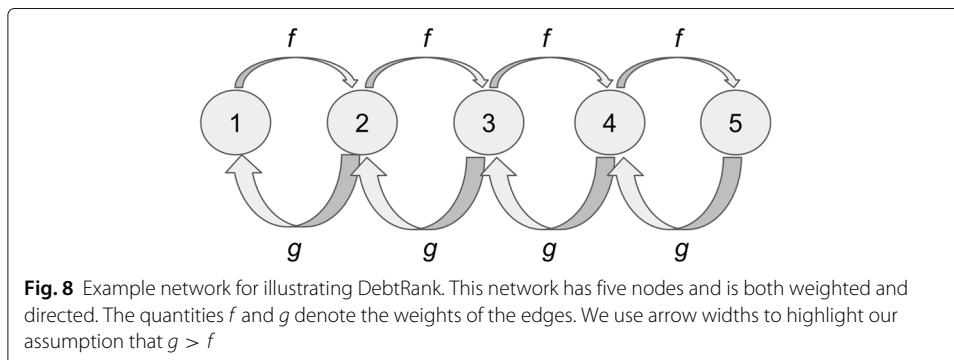 f f f f
1 2 3 4 5
g g g g
Fig. 8 Example network for illustrating DebtRank. This network has five nodes and is both weighted and
directed. The quantities f and g denote the weights of the edges. We use arrow widths to highlight our
assumption that g > f